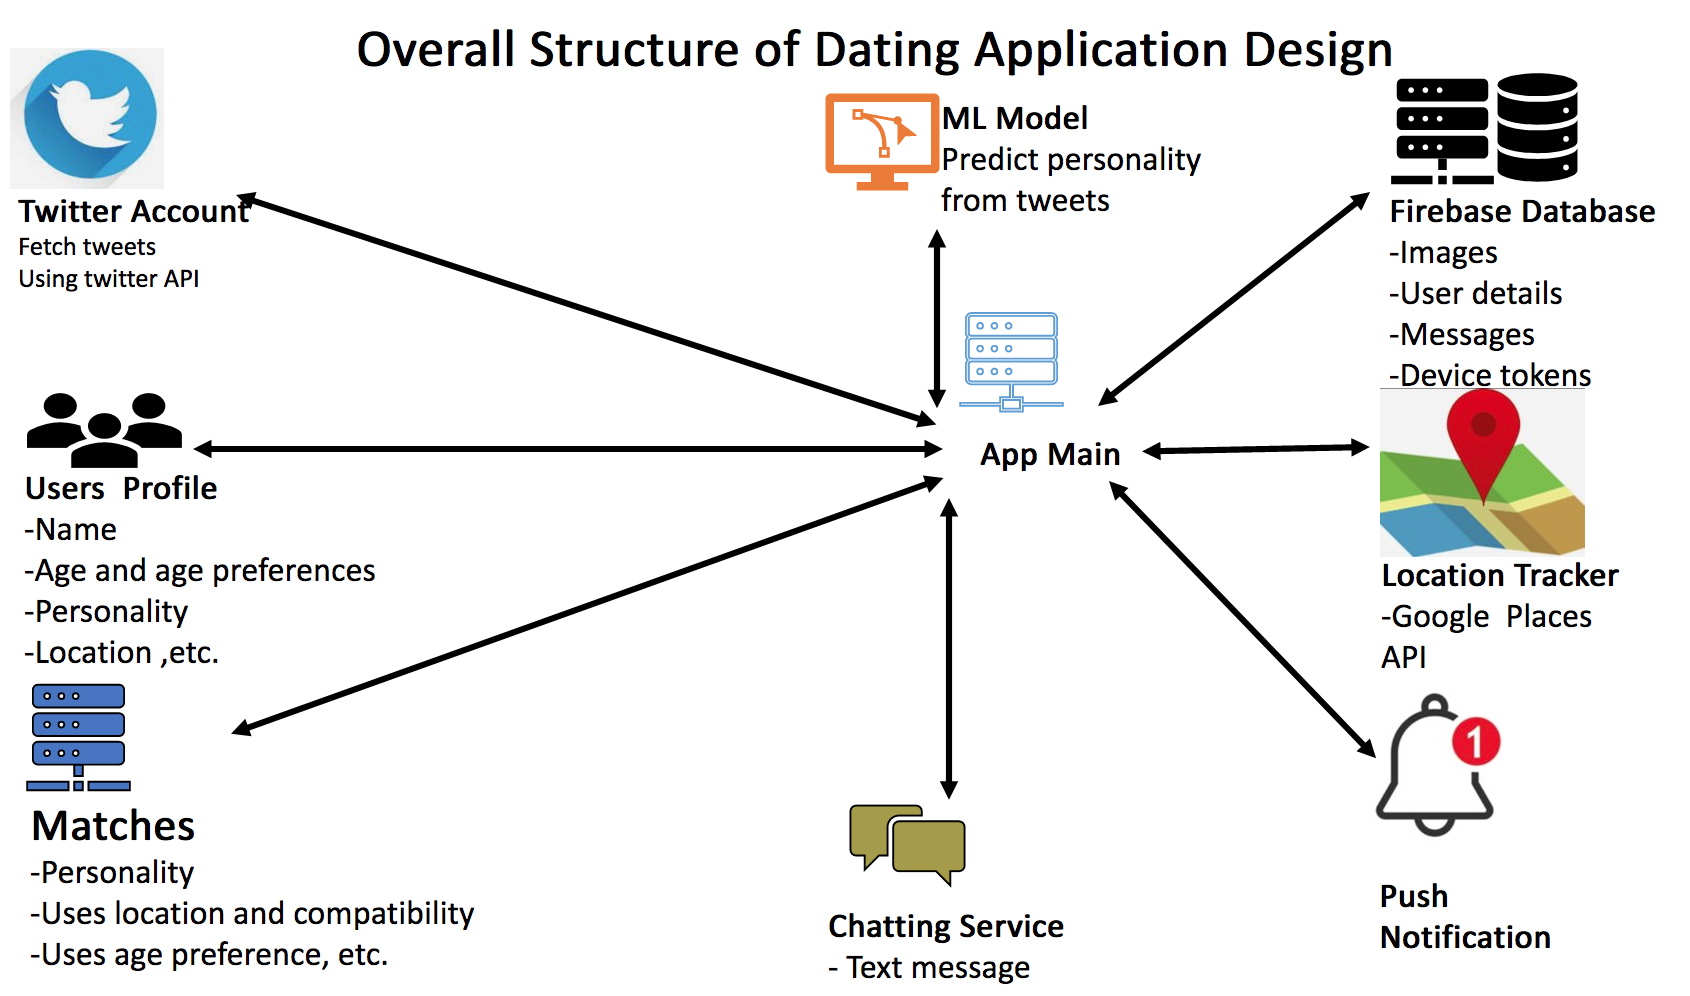 Overall Structure of Dating Application Design
Twitter Account
Fetch tweets
Using twitter API
ML Model
Predict personality
from tweets
Firebase Database
-Images
-User details
-Messages
-Device tokens
App Main
Users  Profile
-Name
-Age and age preferences
-Personality
-Location ,etc.
Location Tracker
-Google  Places
API
Matches
-Personality
-Uses location and compatibility
-Uses age preference, etc.
Chatting Service
- Text message
1
Push
Notification